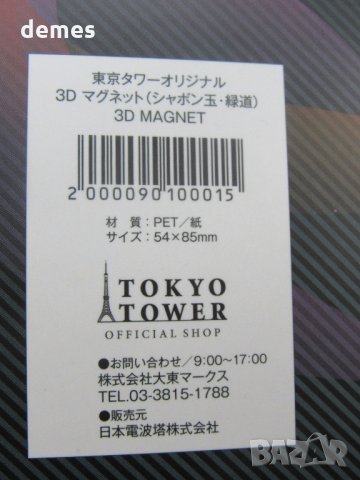 demes
東京タワーオリジナル
3D マグネット(シャボン玉・緑道)
3D MAGNET
2 000090 100015
材 質：PET／紙
サイズ：54×85mm
TOKYO
TOWER
OFFICIAL SHOP
●お問い合わせ／9:00〜17:00
株式会社大東マークス
TEL.03-3815-1788
●販売元
日本電波塔株式会社
bazar